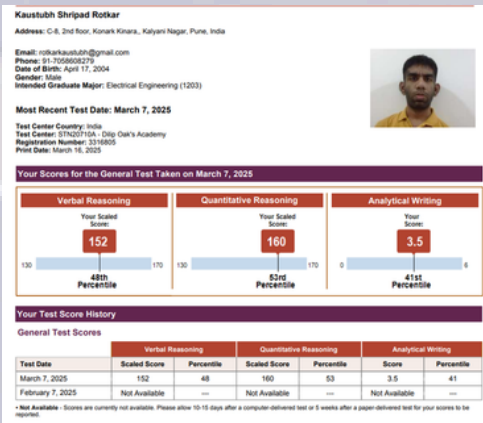 Kaustubh Shripad Rotkar
Address: C-8, 2nd floor, Konark Kinara,, Kalyani Nagar, Pune, India
Email: rotkarkaustubh@gmail.com
Phone: 91-7058608279
Date of Birth: April 17, 2004
Gender: Male
Intended Graduate Major: Electrical Engineering (1203)
Most Recent Test Date: March 7, 2025
Test Center Country: India
Test Center: STN20710A - Dilip Oak's Academy
Registration Number: 3316805
Print Date: March 16, 2025
Your Scores for the General Test Taken on March 7, 2025
Verbal Reasoning Quantitative Reasoning Analytical Writing
Your Scaled Score: Your Scaled Score: Your Score:
152 160 3.5
130 170 130 170 0 6
48th Percentile 53rd Percentile 41st Percentile
Your Test Score History
General Test Scores
Verbal Reasoning Quantitative Reasoning Analytical Writing
Test Date Scaled Score Percentile Scaled Score Percentile Score Percentile
March 7, 2025 152 48 160 53 3.5 41
February 7, 2025 Not Available --- Not Available --- Not Available ---
• Not Available - Scores are currently not available. Please allow 10-15 days after a computer-delivered test or 5 weeks after a paper-delivered test for your scores to be
reported.